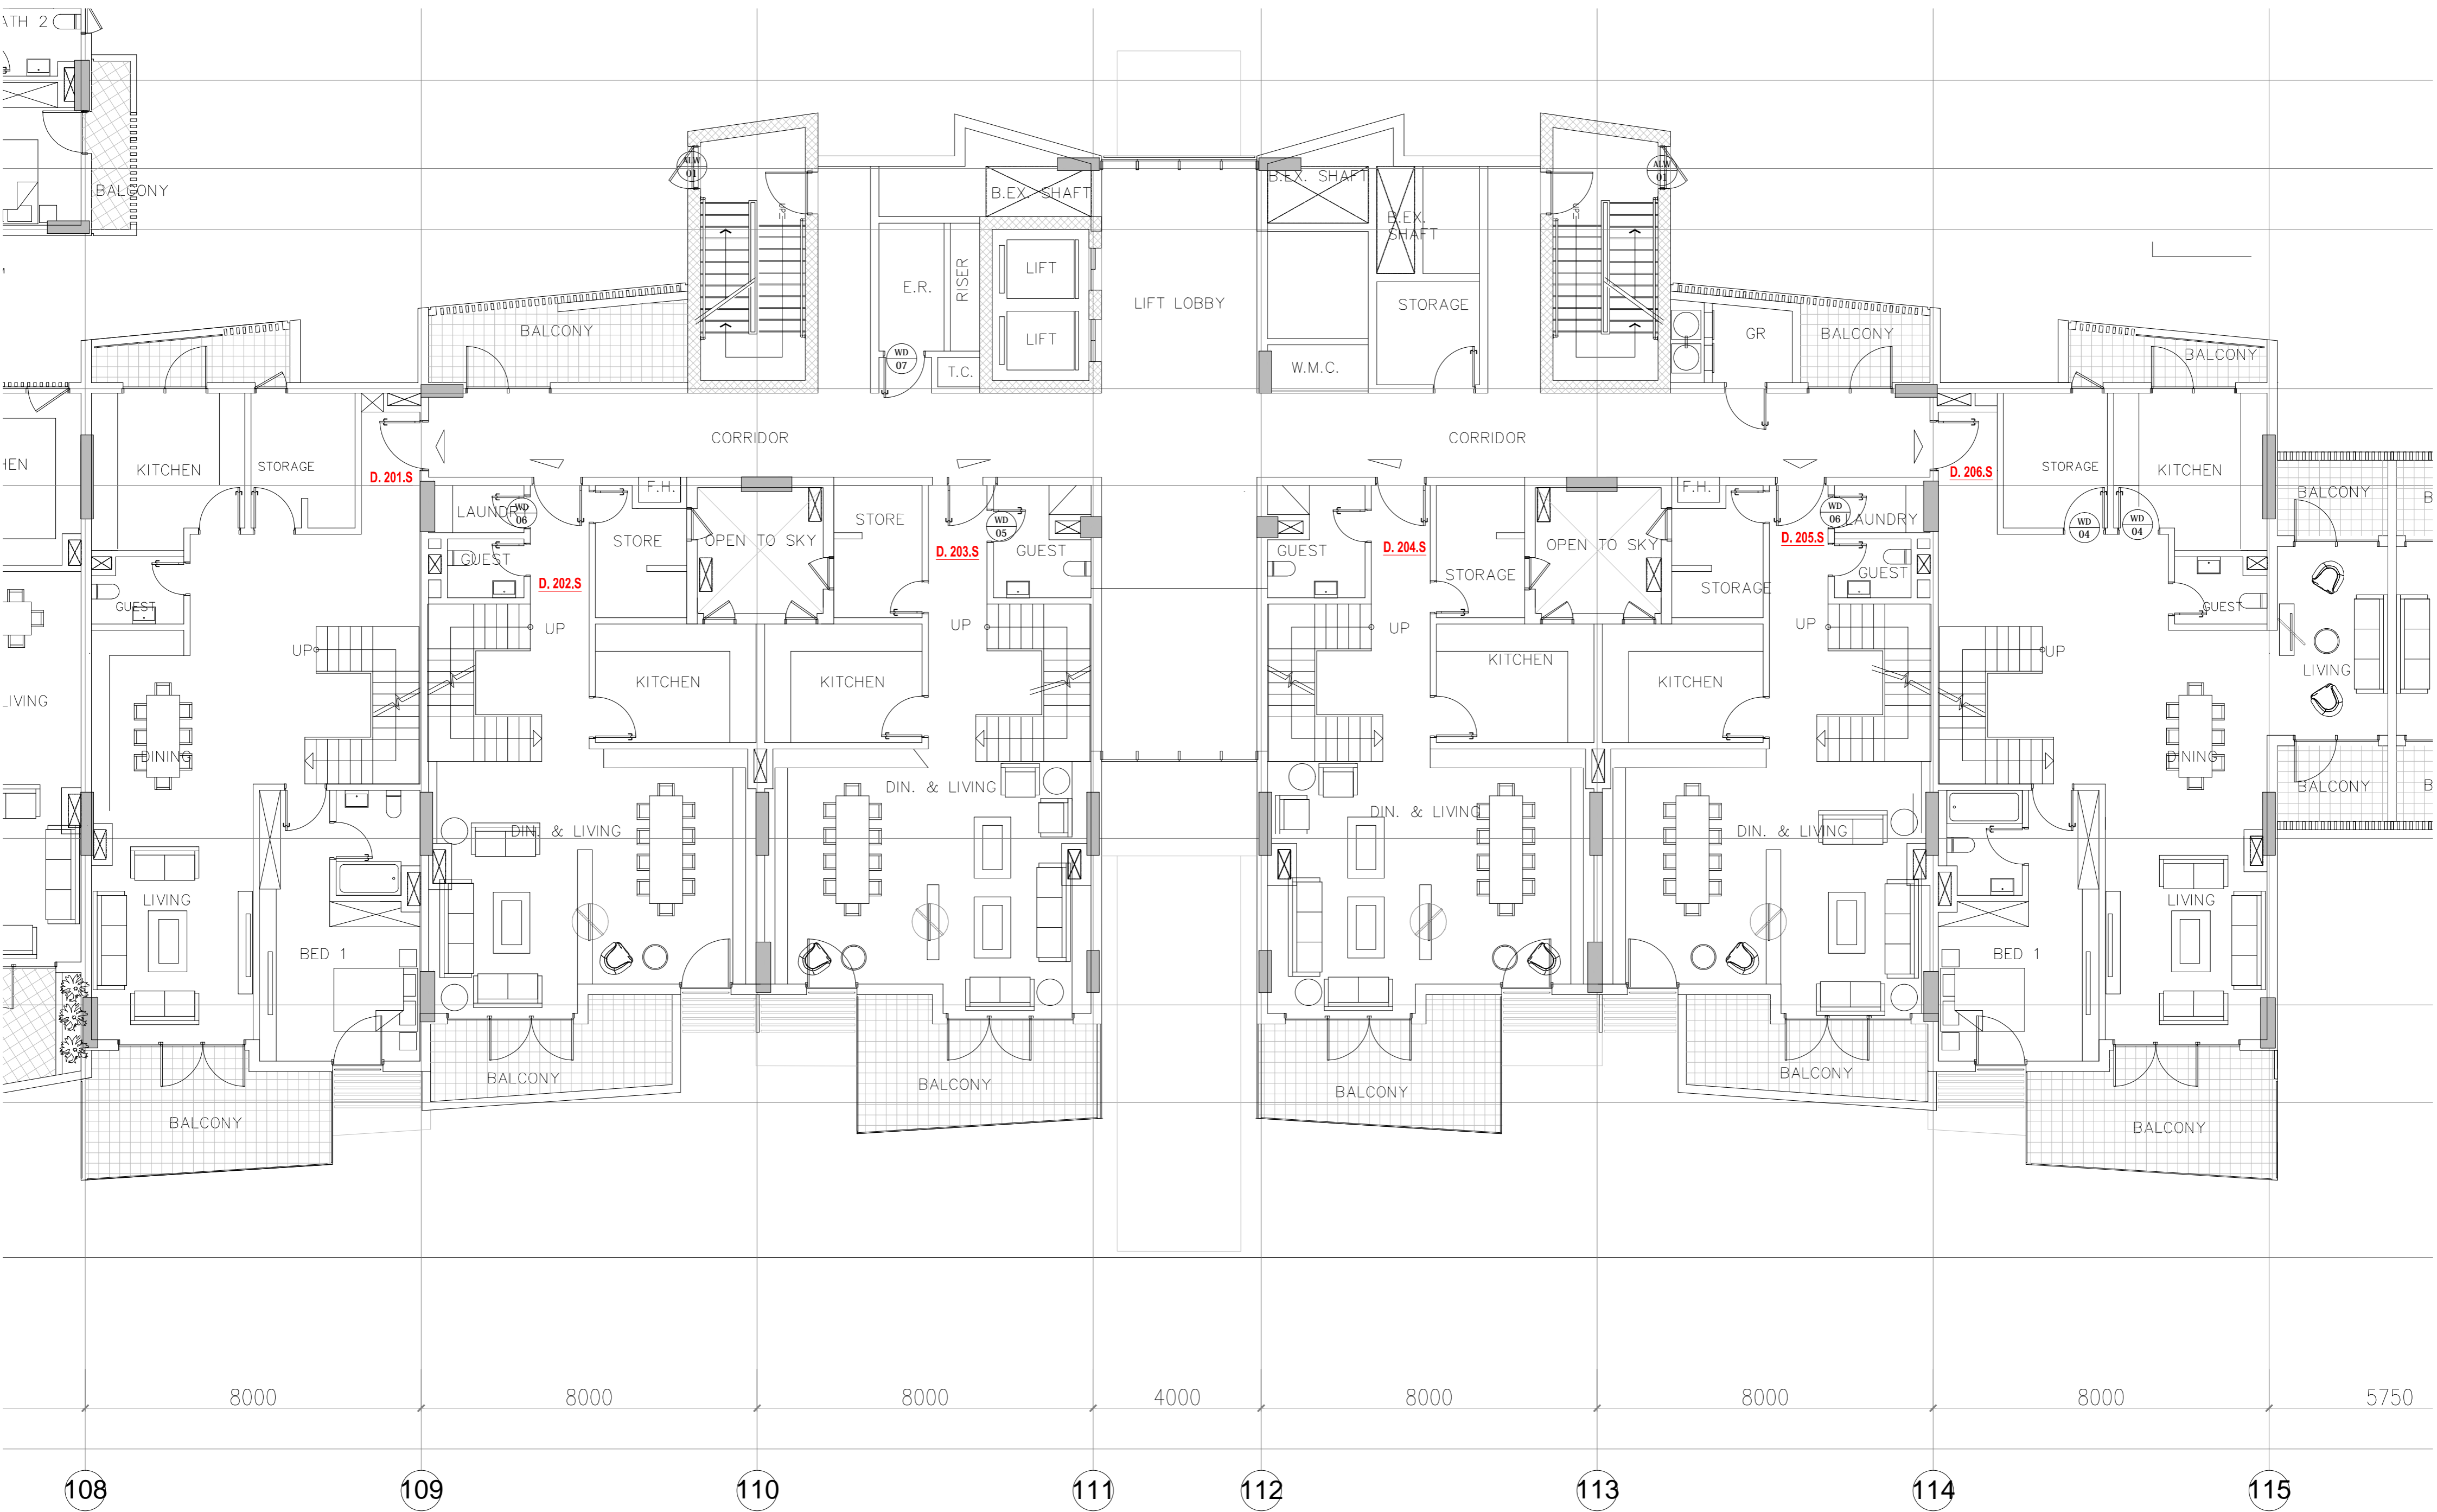 ATH 2
BALCONY
ALW
01
B.EX. SHAFT
B.EX. SHAFT
ALW
01
B.EX.
SHAFT
UP
UP
LIFT
E.R.
RISER
LIFT LOBBY
STORAGE
BALCONY
LIFT
GR
BALCONY
WD
07
T.C.
W.M.C.
BALCONY
CORRIDOR
CORRIDOR
HEN
KITCHEN
STORAGE
D. 201.S
D. 206.S
STORAGE
KITCHEN
F.H.
F.H.
BALCONY
B
LAUNDRY
WD
06
STORE
STORE
WD
05
WD
06
LAUNDRY
WD
04
WD
04
OPEN TO SKY
D. 203.S
GUEST
GUEST
D. 204.S
OPEN TO SKY
D. 205.S
GUEST
D. 202,S
STORAGE
STORAGE
GUEST
GUEST
GUEST
UP
UP
UP
UP
UP
UP
KITCHEN
KITCHEN
KITCHEN
KITCHEN
LIVING
LIVING
DINING
DINING
DIN. & LIVING
DIN. & LIVING
DIN. & LIVING
DIN. & LIVING
BALCONY
B
LIVING
LIVING
BED 1
BED 1
BALCONY
BALCONY
BALCONY
BALCONY
BALCONY
BALCONY
8000
8000
8000
4000
8000
8000
8000
5750
108
109
110
111
112
113
114
115